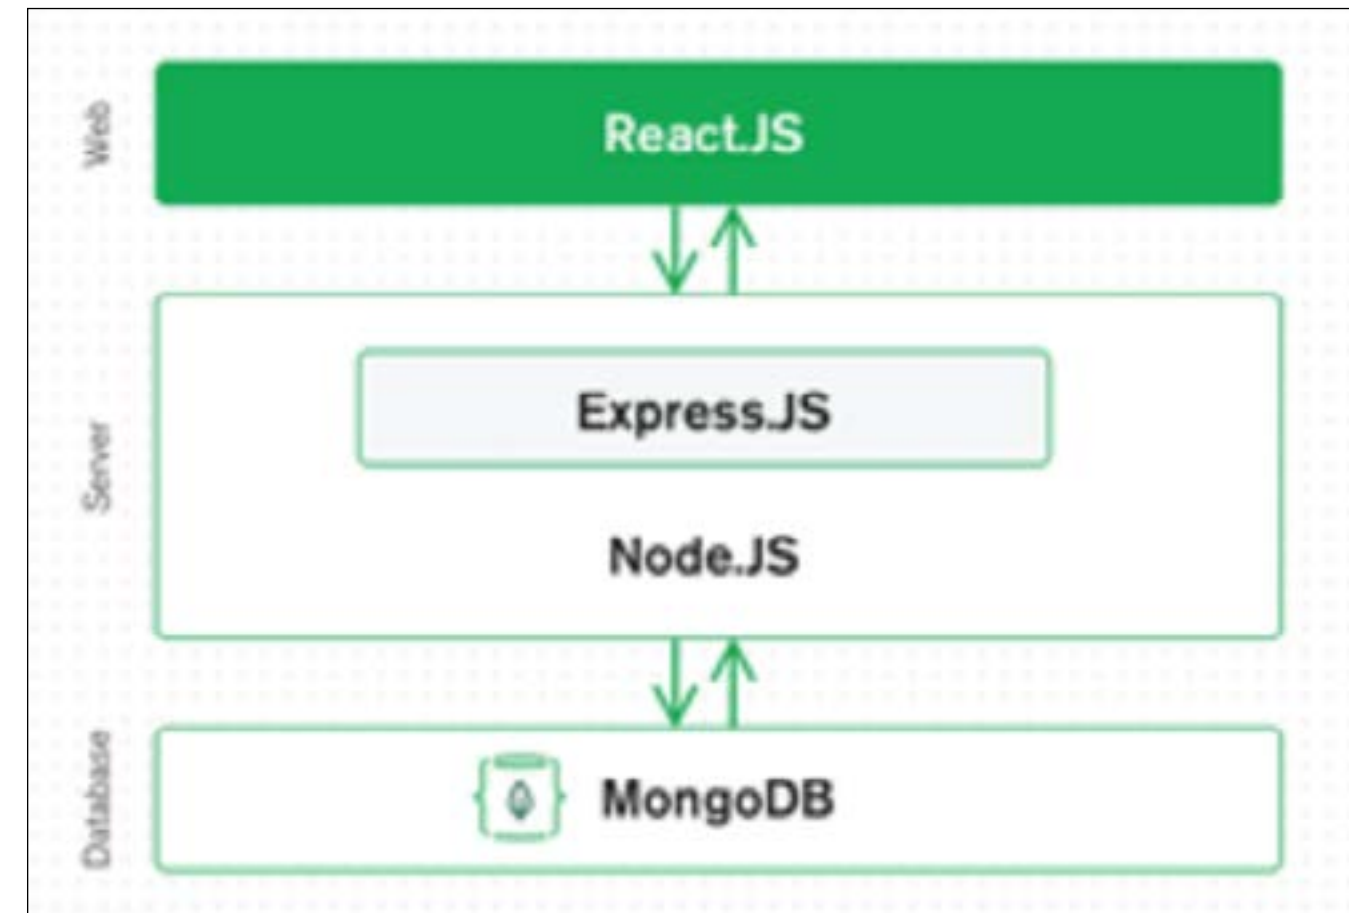 Web
React.JS
Server
Express.JS
Node.JS
Database
MongoDB